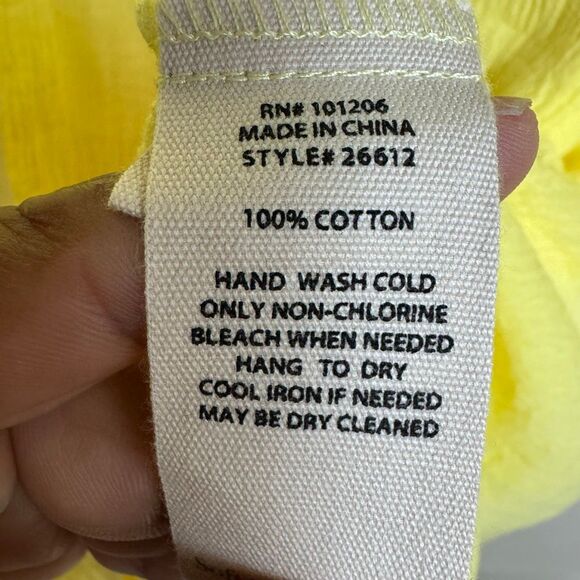 RN# 101206
MADE IN CHINA
STYLE# 26612
100% COTTON
HAND WASH COLD
ONLY NON-CHLORINE
BLEACH WHEN NEEDED
HANG TO DRY
COOL IRON IF NEEDED
MAY BE DRY CLEANED